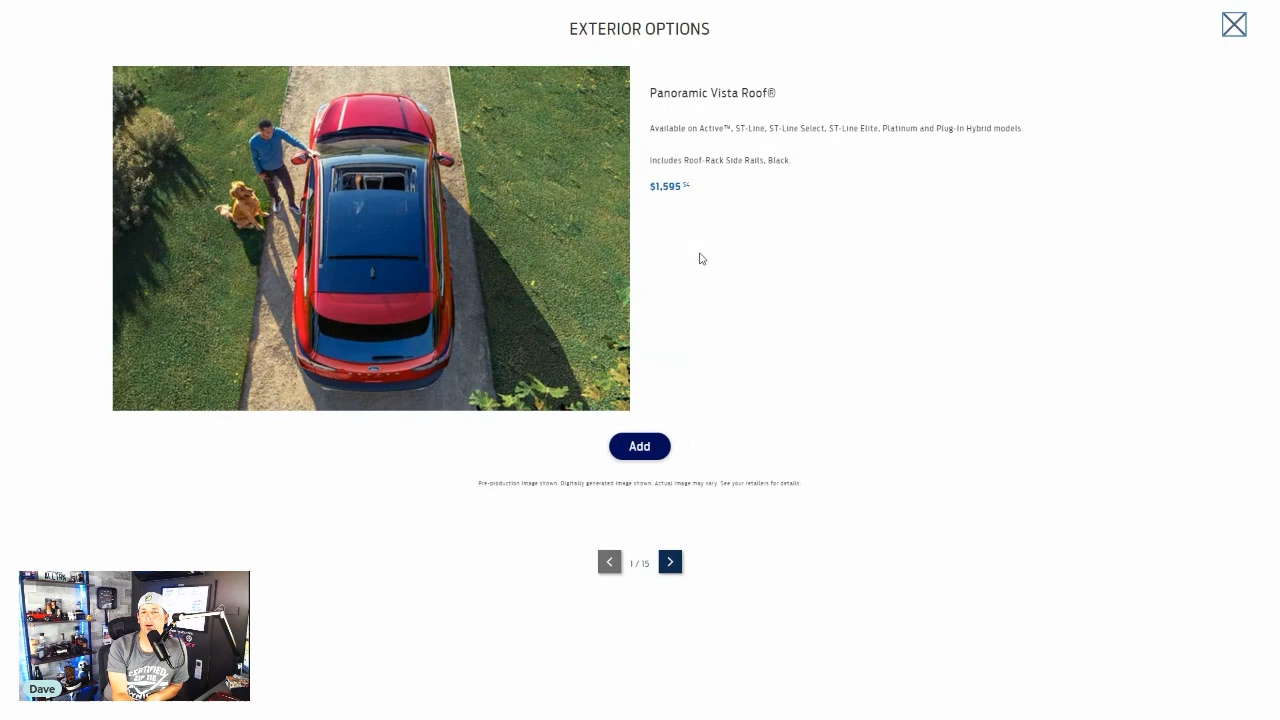 EXTERIOR OPTIONS
Panoramic Vista Roof®
Available on Active™, ST-Line, ST-Line Select, ST-Line Elite, Platinum and Plug-In Hybrid models.
Includes Roof-Rack Side Rails, Black.
$1,595 54
Add
Pre-production image shown. Digitally generated image shown. Actual image may vary. See your retailers for details.
1 / 15
CERTIFIED
Dave